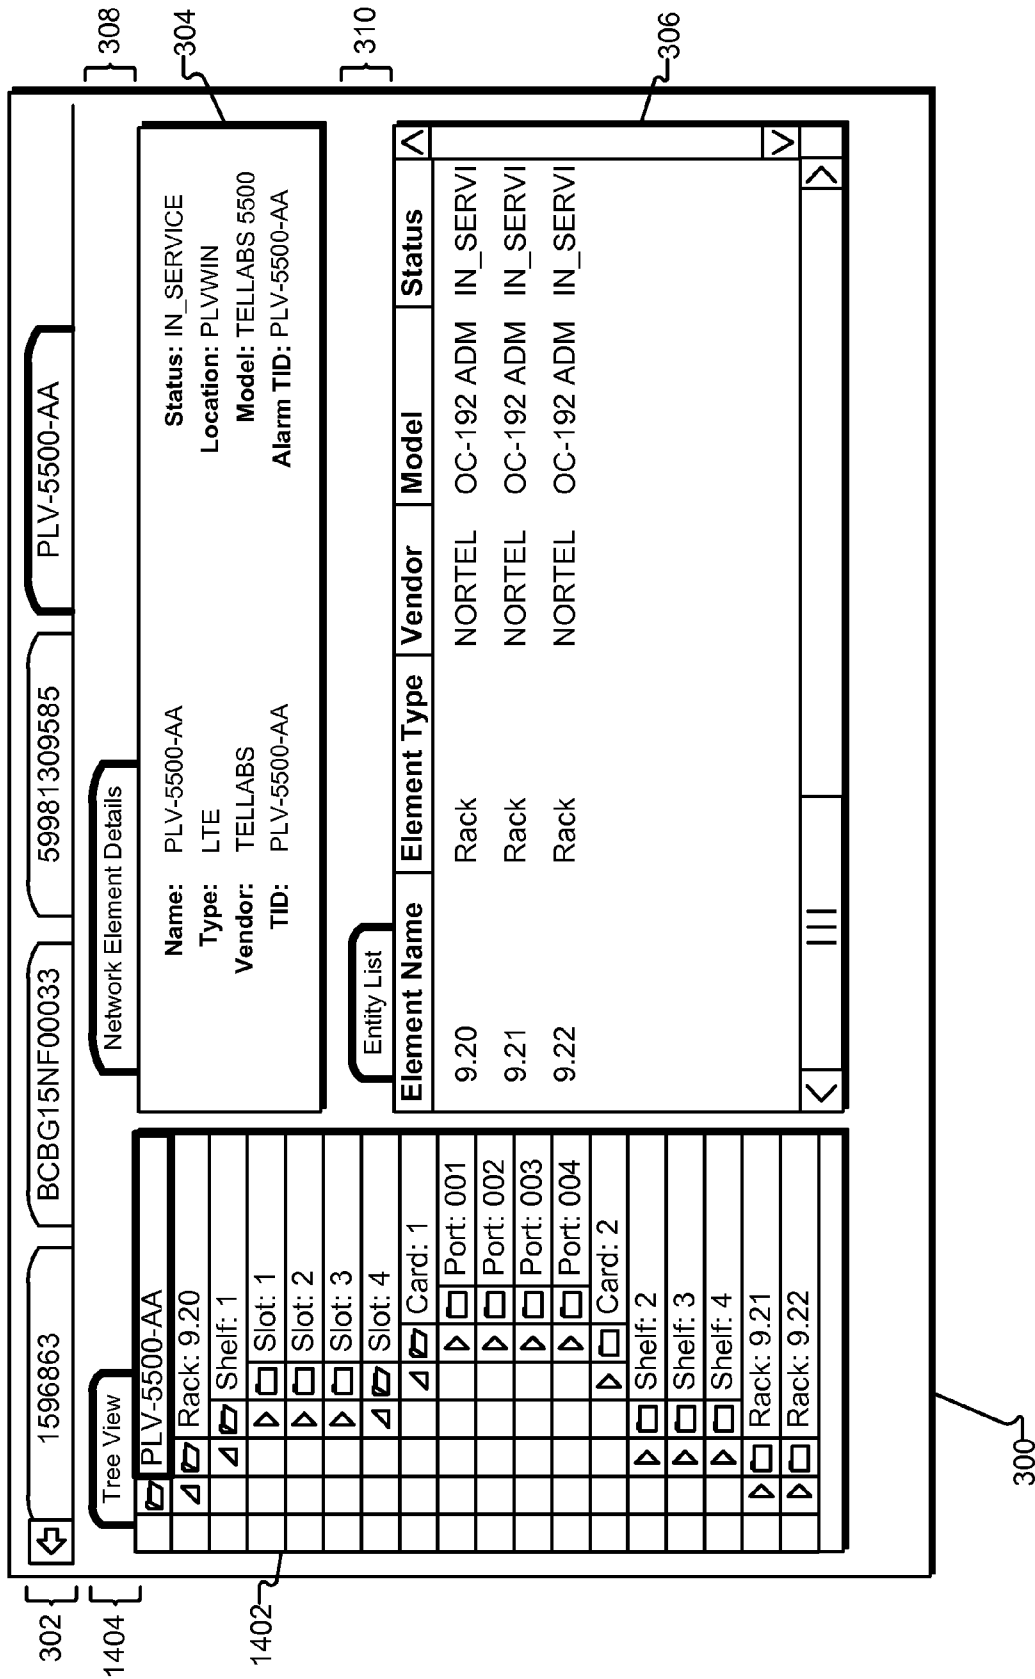 302
1596863
BCBG15NF00033
59981309585
PLV-5500-AA
1404
Tree View
1402
PLV-5500-AA
Rack: 9.20
Shelf: 1
Slot: 1
Slot: 2
Slot: 3
Slot: 4
Card: 1
Port: 001
Port: 002
Port: 003
Port: 004
Card: 2
Shelf: 2
Shelf: 3
Shelf: 4
Rack: 9.21
Rack: 9.22
Network Element Details
308
304
Name: PLV-5500-AA Status: IN_SERVICE
Type: LTE Location: PLVWIN
Vendor: TELLABS Model: TELLABS 5500
TID: PLV-5500-AA Alarm TID: PLV-5500-AA
Entity List
310
Element Name Element Type Vendor Model Status
9.20 Rack NORTEL OC-192 ADM IN_SERVI
9.21 Rack NORTEL OC-192 ADM IN_SERVI
9.22 Rack NORTEL OC-192 ADM IN_SERVI
306
300